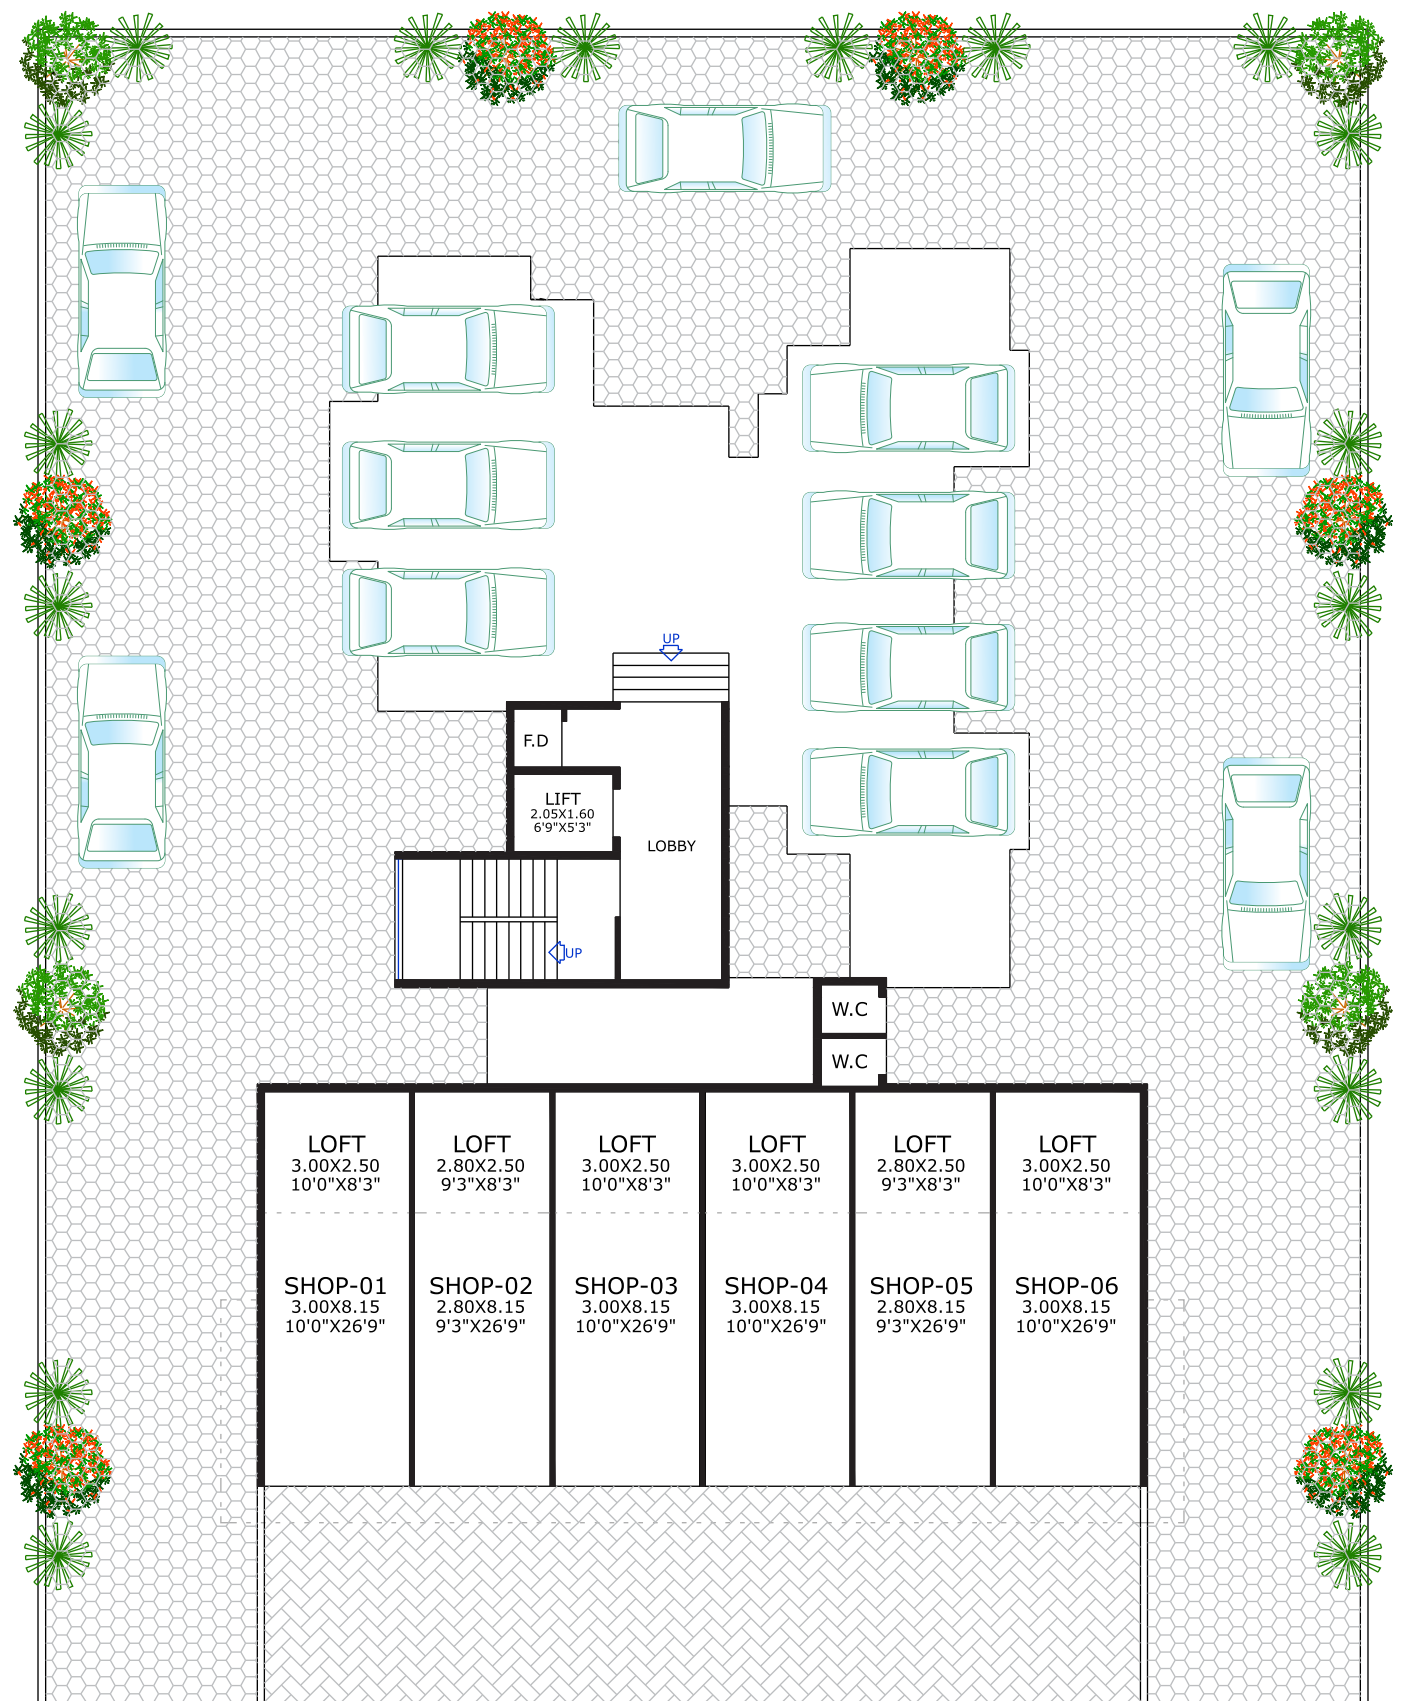 UP
F.D
LIFT
2.05X1.60
6'9"X5'3"
LOBBY
UP
W.C
W.C
LOFT
3.00X2.50
10'0"X8'3"
LOFT
2.80X2.50
9'3"X8'3"
LOFT
3.00X2.50
10'0"X8'3"
LOFT
3.00X2.50
10'0"X8'3"
LOFT
2.80X2.50
9'3"X8'3"
LOFT
3.00X2.50
10'0"X8'3"
SHOP-01
3.00X8.15
10'0"X26'9"
SHOP-02
2.80X8.15
9'3"X26'9"
SHOP-03
3.00X8.15
10'0"X26'9"
SHOP-04
3.00X8.15
10'0"X26'9"
SHOP-05
2.80X8.15
9'3"X26'9"
SHOP-06
3.00X8.15
10'0"X26'9"